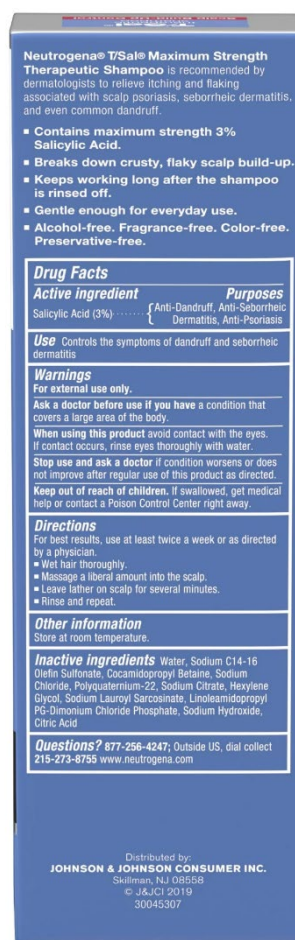 Neutrogena® T/Sal® Maximum Strength
Therapeutic Shampoo is recommended by
dermatologists to relieve itching and flaking
associated with scalp psoriasis, seborrheic dermatitis,
and even common dandruff.
▪ Contains maximum strength 3%
Salicylic Acid.
▪ Breaks down crusty, flaky scalp build-up.
▪ Keeps working long after the shampoo
is rinsed off.
▪ Gentle enough for everyday use.
▪ Alcohol-free. Fragrance-free. Color-free.
Preservative-free.
Drug Facts
Active ingredient Purposes
Salicylic Acid (3%)········{Anti-Dandruff, Anti-Seborrheic
Dermatitis, Anti-Psoriasis
Use Controls the symptoms of dandruff and seborrheic
dermatitis
Warnings
For external use only.
Ask a doctor before use if you have a condition that
covers a large area of the body.
When using this product avoid contact with the eyes.
If contact occurs, rinse eyes thoroughly with water.
Stop use and ask a doctor if condition worsens or does
not improve after regular use of this product as directed.
Keep out of reach of children. If swallowed, get medical
help or contact a Poison Control Center right away.
Directions
For best results, use at least twice a week or as directed
by a physician.
▪ Wet hair thoroughly.
▪ Massage a liberal amount into the scalp.
▪ Leave lather on scalp for several minutes.
▪ Rinse and repeat.
Other information
Store at room temperature.
Inactive ingredients Water, Sodium C14-16
Olefin Sulfonate, Cocamidopropyl Betaine, Sodium
Chloride, Polyquaternium-22, Sodium Citrate, Hexylene
Glycol, Sodium Lauroyl Sarcosinate, Linoleamidopropyl
PG-Dimonium Chloride Phosphate, Sodium Hydroxide,
Citric Acid
Questions? 877-256-4247; Outside US, dial collect
215-273-8755 www.neutrogena.com
Distributed by:
JOHNSON & JOHNSON CONSUMER INC.
Skillman, NJ 08558
© J&JCI 2019
30045307